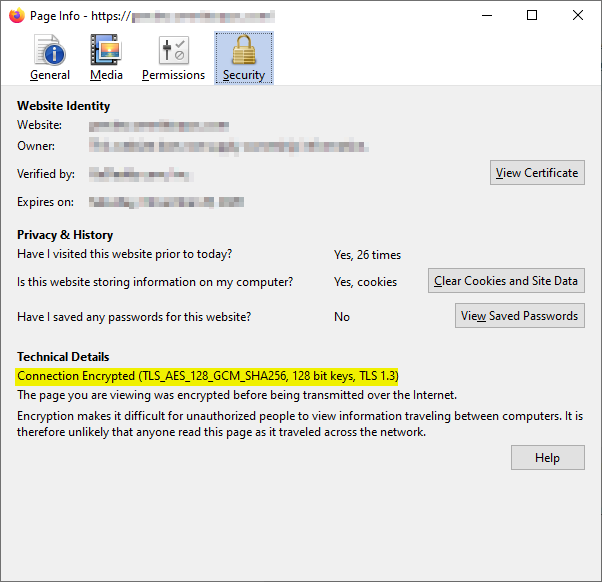 Page Info - https://
General
Media
Permissions
Security
Website Identity
Website:
Owner:
Verified by:
View Certificate
Expires on:
Privacy & History
Have I visited this website prior to today? Yes, 26 times
Is this website storing information on my computer? Yes, cookies Clear Cookies and Site Data
Have I saved any passwords for this website? No View Saved Passwords
Technical Details
Connection Encrypted (TLS_AES_128_GCM_SHA256, 128 bit keys, TLS 1.3)
The page you are viewing was encrypted before being transmitted over the Internet.
Encryption makes it difficult for unauthorized people to view information traveling between computers. It is
therefore unlikely that anyone read this page as it traveled across the network.
Help